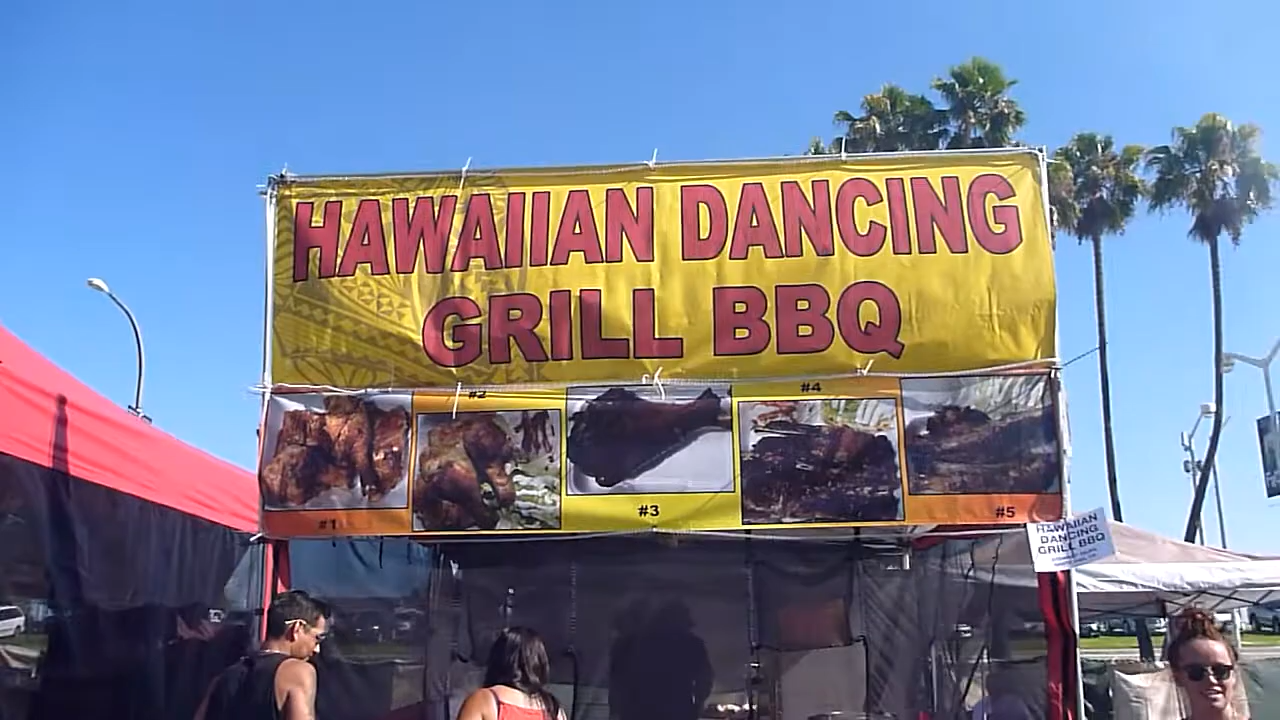 HAWAIIAN DANCING
GRILL BBQ
#1
#2
#3
#4
#5
HAWAIIAN
DANCING
GRILL BBQ